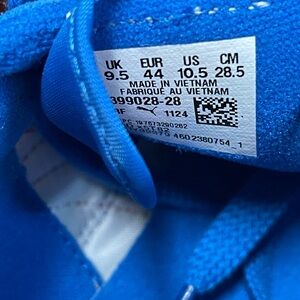 UK EUR US CM
9.5 44 10.5 28.5
MADE IN VIETNAM
FABRIQUÉ AU VIETNAM
399028-28
1124